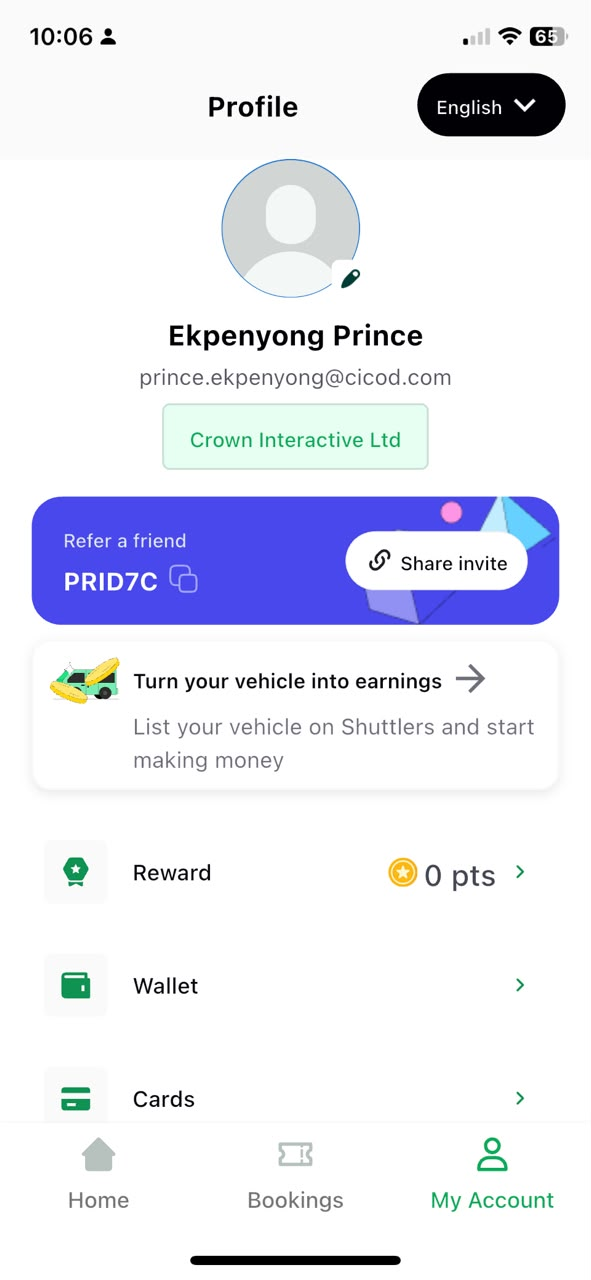 10:06
65
Profile
English
Ekpenyong Prince
prince.ekpenyong@cicod.com
Crown Interactive Ltd
Refer a friend
PRID7C
Share invite
Turn your vehicle into earnings
List your vehicle on Shuttlers and start
making money
Reward
0 pts
Wallet
Cards
Home
Bookings
My Account